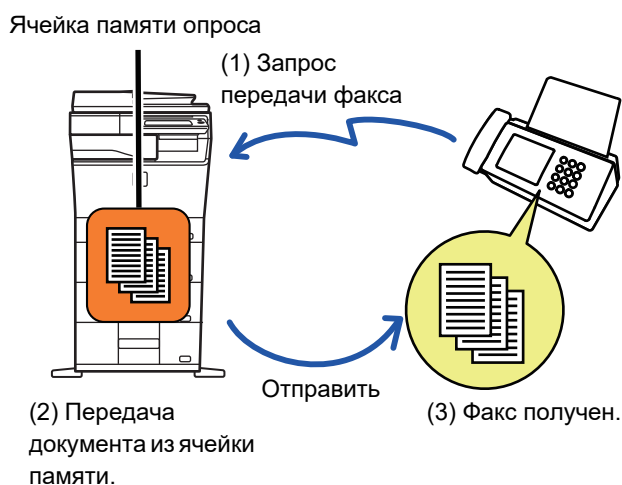 Ячейка памяти опроса
(1) Запрос
передачи факса
Отправить
(2) Передача
документа из ячейки
памяти.
(3) Факс получен.